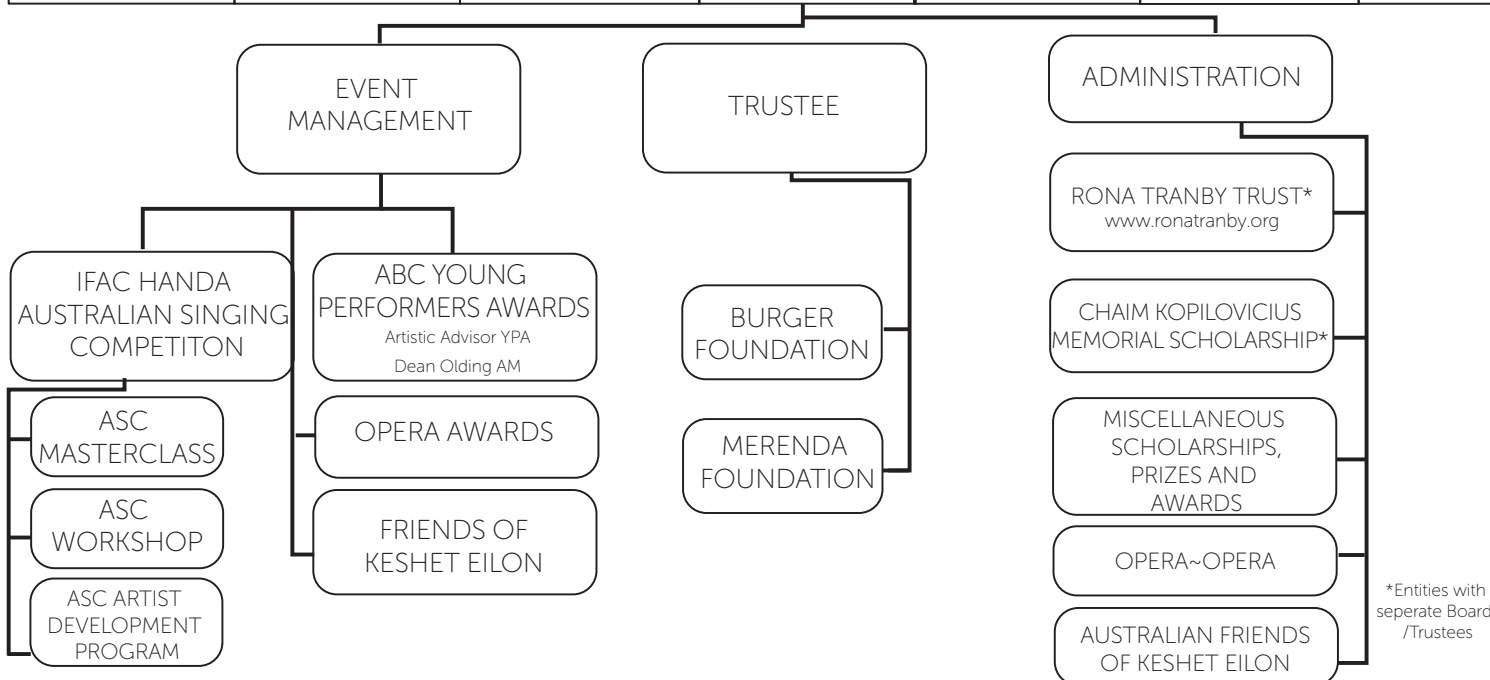 EVENT
MANAGEMENT
TRUSTEE
ADMINISTRATION
IFAC HANDA
AUSTRALIAN SINGING
COMPETITON
ABC YOUNG
PERFORMERS AWARDS
Artistic Advisor YPA
Dean Olding AM
ASC
MASTERCLASS
ASC
WORKSHOP
ASC ARTIST
DEVELOPMENT
PROGRAM
OPERA AWARDS
FRIENDS OF
KESHET EILON
BURGER
FOUNDATION
MERENDA
FOUNDATION
RONA TRANBY TRUST*
www.ronatranby.org
CHAIM KOPILOVICIUS
MEMORIAL SCHOLARSHIP*
MISCELLANEOUS
SCHOLARSHIPS,
PRIZES AND
AWARDS
OPERA~OPERA
AUSTRALIAN FRIENDS
OF KESHET EILON
*Entities with
seperate Board
/Trustees